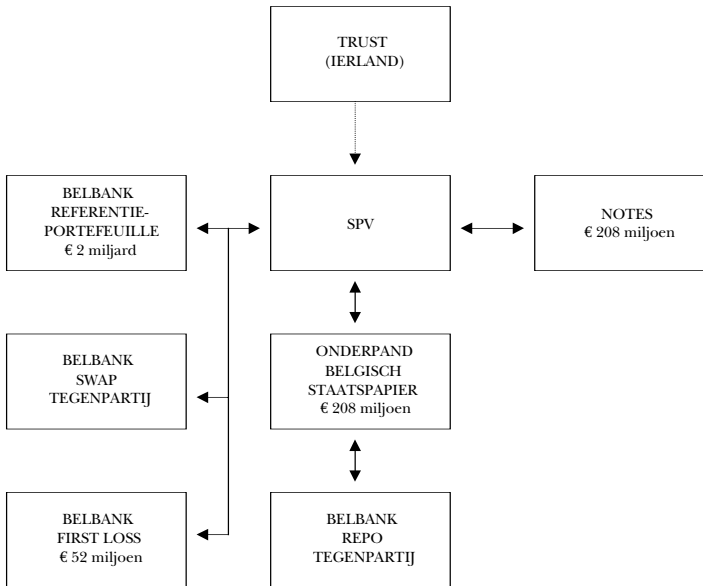 TRUST
(IERLAND)
BELBANK
REFERENTIE-
PORTEFEUILLE
€ 2 miljard
SPV
NOTES
€ 208 miljoen
BELBANK
SWAP
TEGENPARTIJ
ONDERPAND
BELGISCH
STAATSPAPIER
€ 208 miljoen
BELBANK
FIRST LOSS
€ 52 miljoen
BELBANK
REPO
TEGENPARTIJ